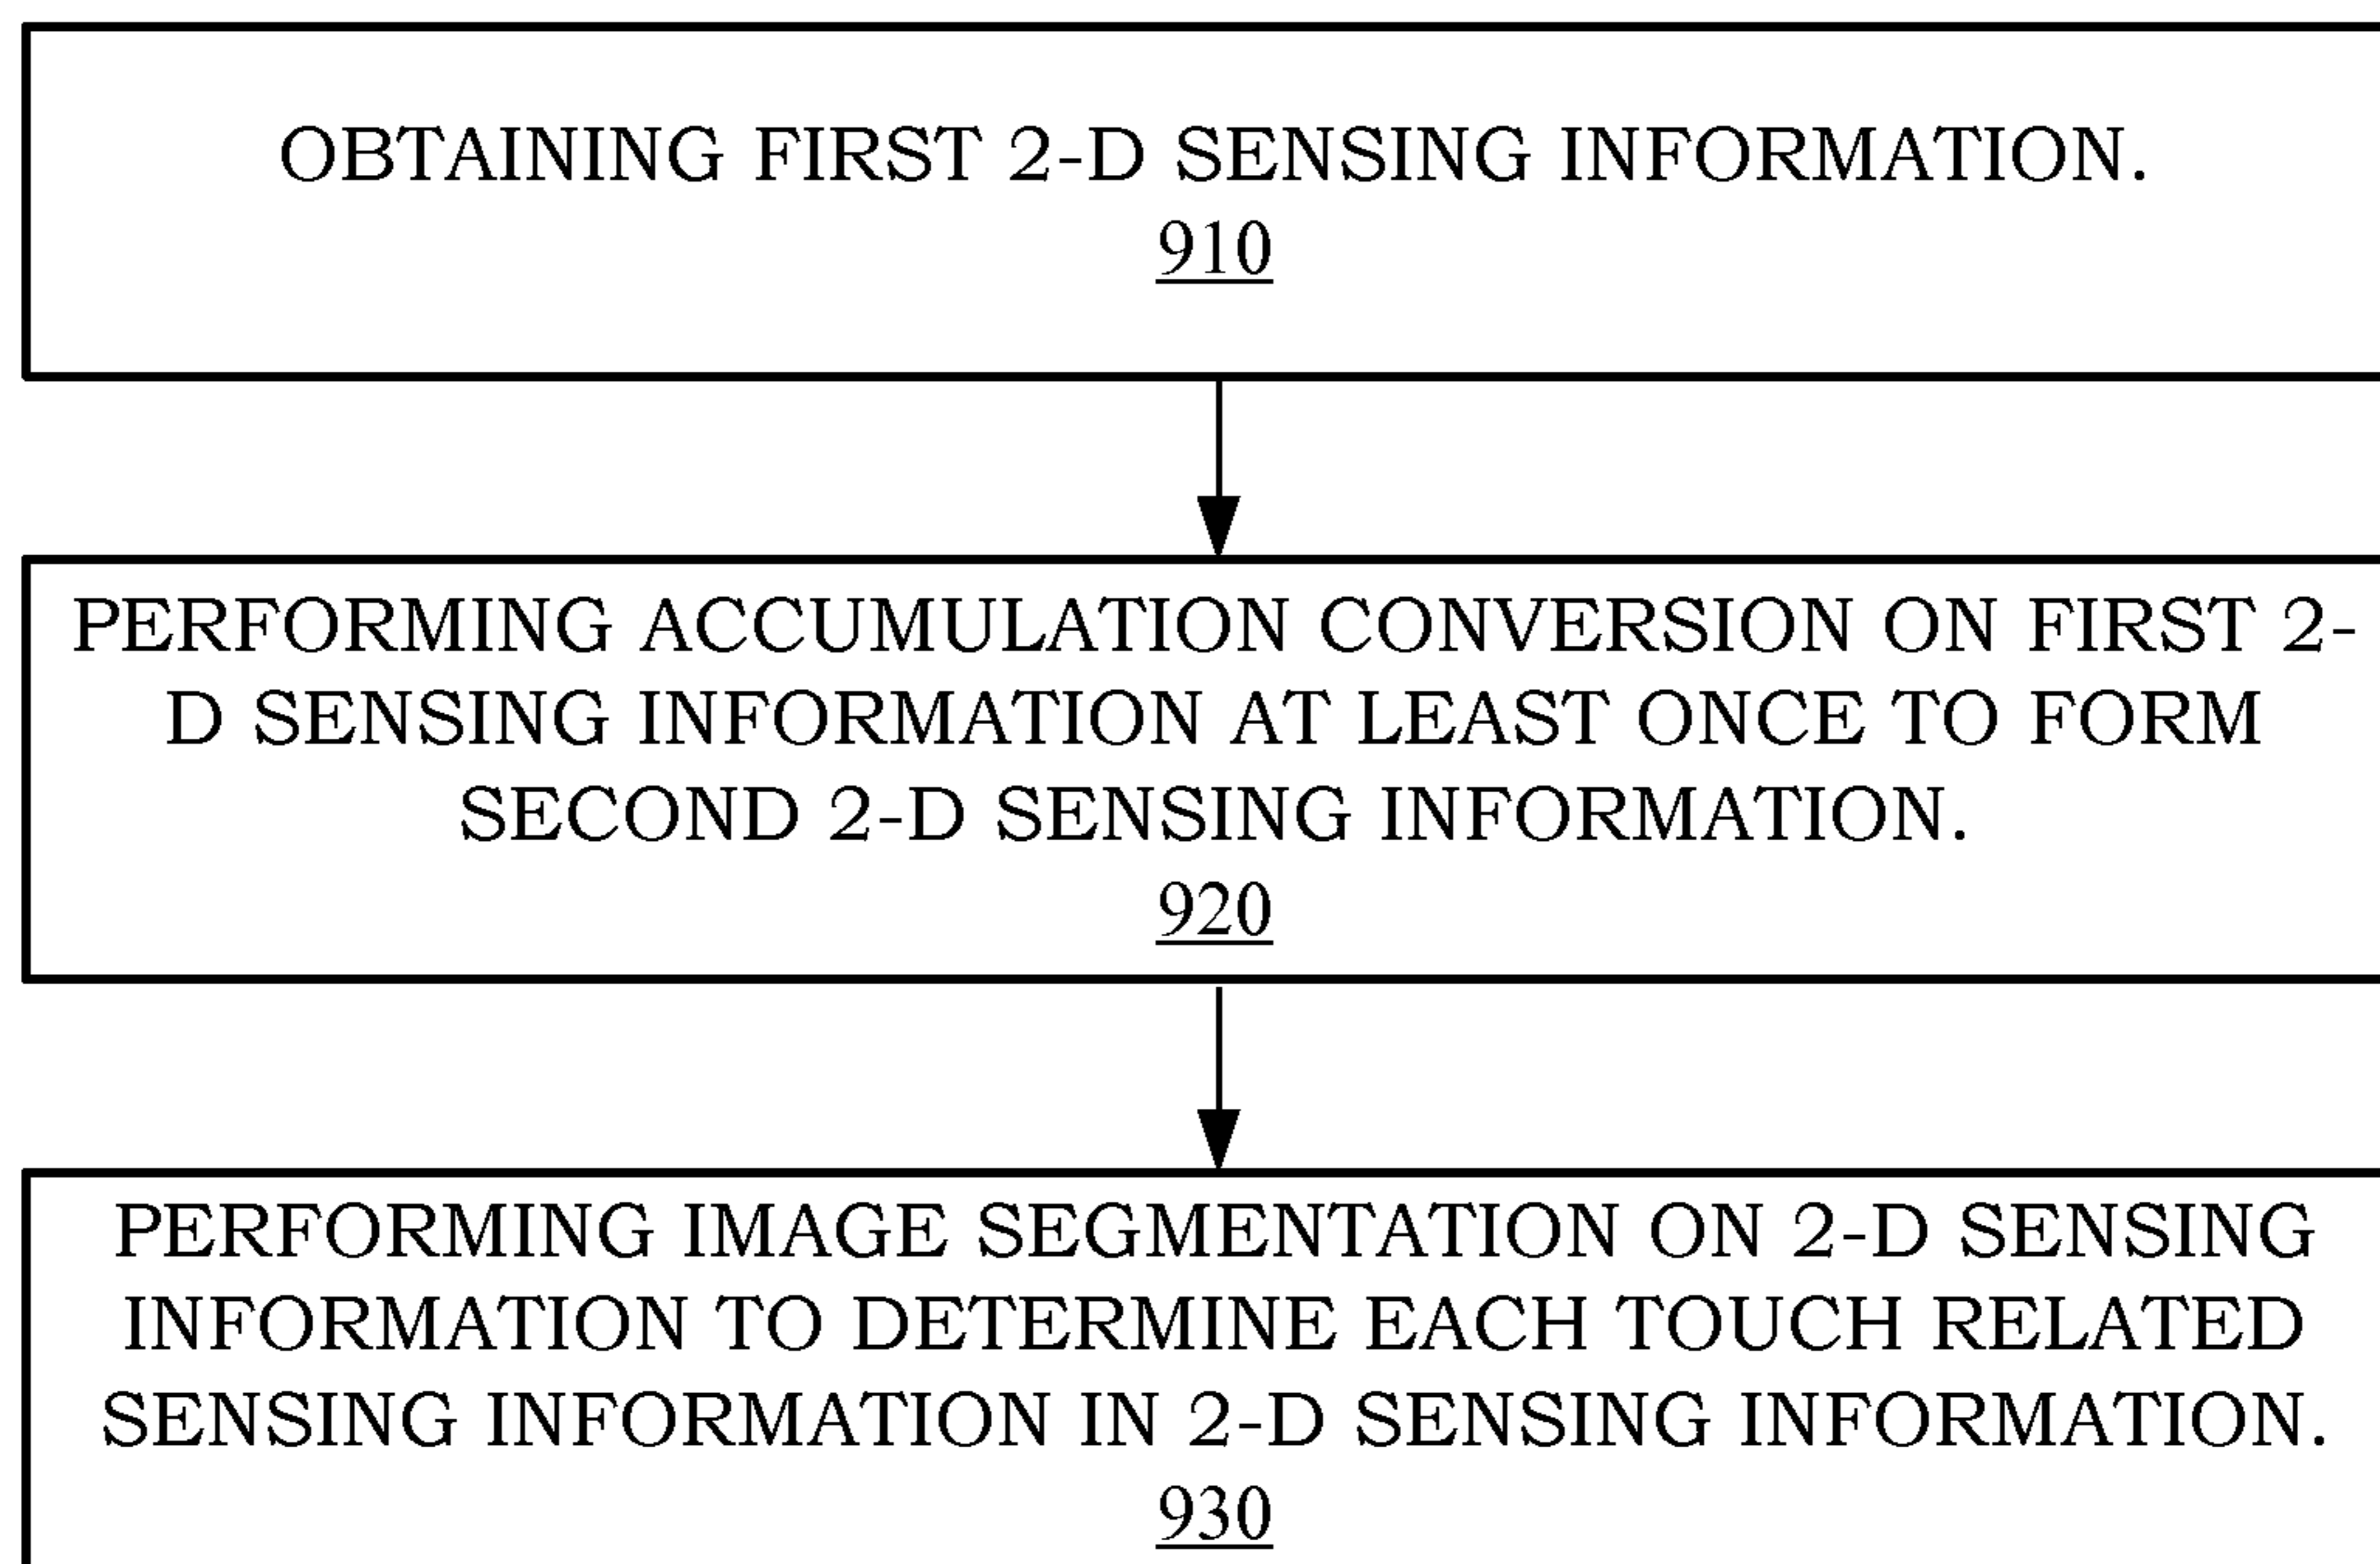 OBTAINING FIRST 2-D SENSING INFORMATION.
910
PERFORMING ACCUMULATION CONVERSION ON FIRST 2-
D SENSING INFORMATION AT LEAST ONCE TO FORM
SECOND 2-D SENSING INFORMATION.
920
PERFORMING IMAGE SEGMENTATION ON 2-D SENSING
INFORMATION TO DETERMINE EACH TOUCH RELATED
SENSING INFORMATION IN 2-D SENSING INFORMATION.
930